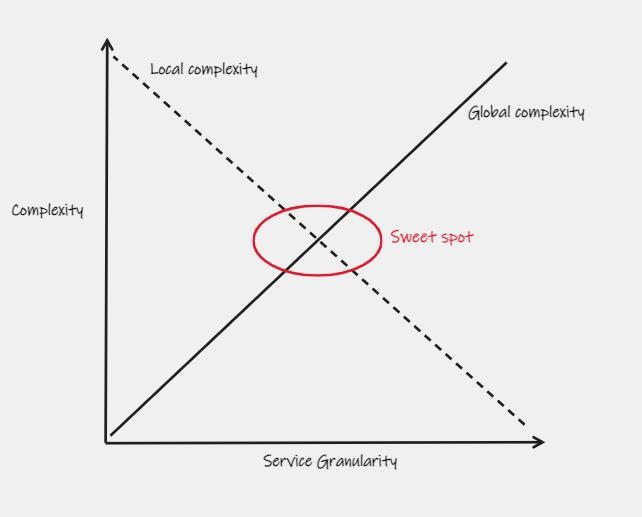 Local complexity
Global complexity
Complexity
Sweet spot
Service Granularity